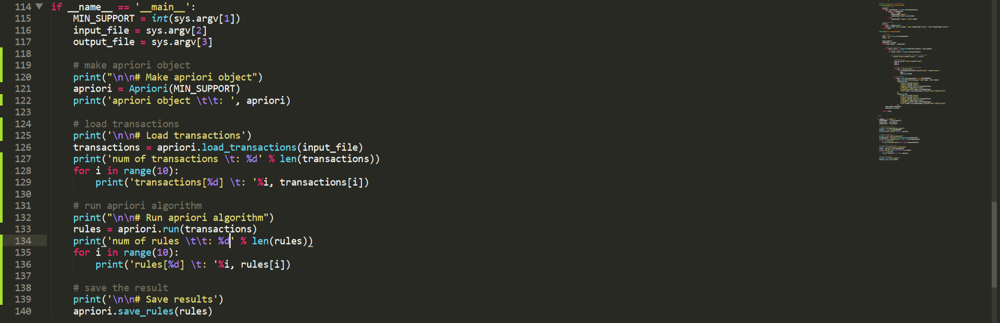 114 ▼ if __name__ == '__main__':
115     MIN_SUPPORT = int(sys.argv[1])
116     input_file = sys.argv[2]
117     output_file = sys.argv[3]
118
119     # make apriori object
120     print("\n\n# Make apriori object")
121     apriori = Apriori(MIN_SUPPORT)
122     print('apriori object \t\t: ', apriori)
123
124     # load transactions
125     print('\n\n# Load transactions')
126     transactions = apriori.load_transactions(input_file)
127     print('num of transactions \t: %d' % len(transactions))
128     for i in range(10):
129         print('transactions[%d] \t: '%i, transactions[i])
130
131     # run apriori algorithm
132     print("\n\n# Run apriori algorithm")
133     rules = apriori.run(transactions)
134     print('num of rules \t\t: %d' % len(rules))
135     for i in range(10):
136         print('rules[%d] \t: '%i, rules[i])
137
138     # save the result
139     print('\n\n# Save results')
140     apriori.save_rules(rules)